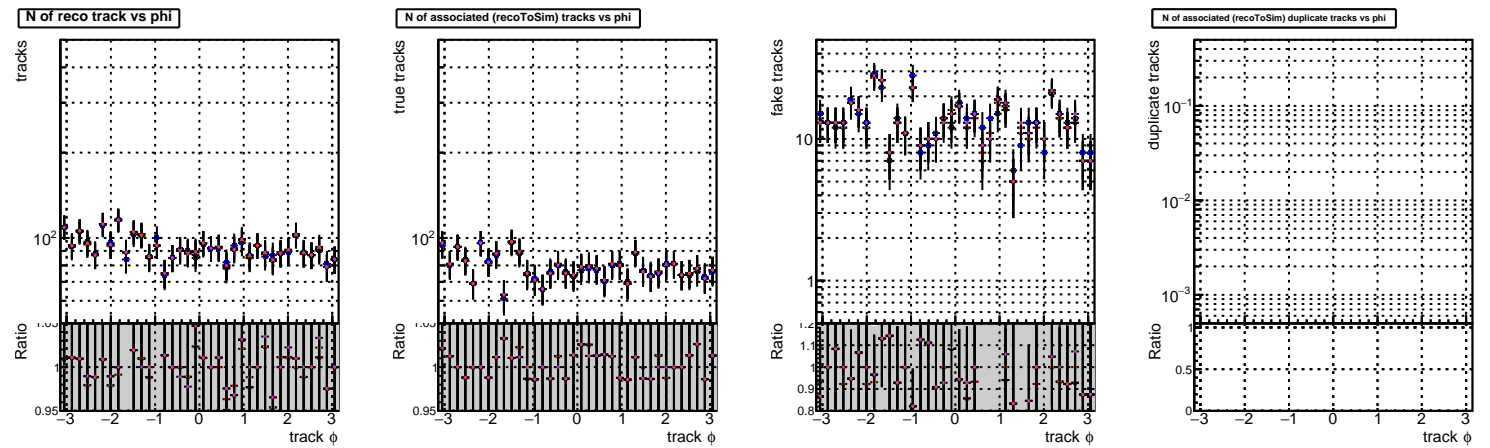 N of reco track vs phi
tracks
10²
Ratio
1.05
1
0.95
−3 −2 −1 0 1 2 3
track ϕ
N of associated (recoToSim) tracks vs phi
true tracks
10²
Ratio
1.05
1
0.95
−3 −2 −1 0 1 2 3
track ϕ
fake tracks
10
1
Ratio
1.2
1.1
1
0.9
0.8
−3 −2 −1 0 1 2 3
track ϕ
N of associated (recoToSim) duplicate tracks vs phi
duplicate tracks
10⁻¹
10⁻²
10⁻³
Ratio
1
0.5
0
−3 −2 −1 0 1 2 3
track ϕ